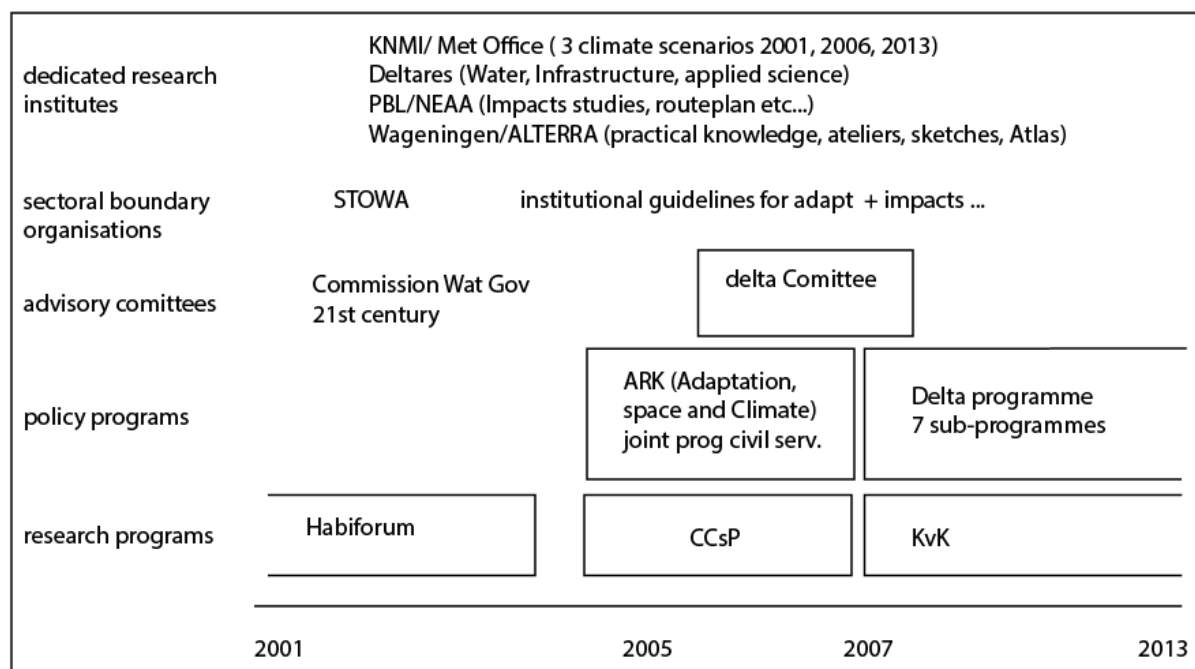 dedicated research
institutes
KNMI/ Met Office ( 3 climate scenarios 2001, 2006, 2013)
Deltares (Water, Infrastructure, applied science)
PBL/NEAA (Impacts studies, routeplan etc...)
Wageningen/ALTERRA (practical knowledge, ateliers, sketches, Atlas)
sectoral boundary
organisations
STOWA
institutional guidelines for adapt + impacts ...
advisory comittees
Commission Wat Gov
21st century
delta Comittee
policy programs
ARK (Adaptation,
space and Climate)
joint prog civil serv.
Delta programme
7 sub-programmes
research programs
Habiforum
CCsP
KvK
2001 2005 2007 2013